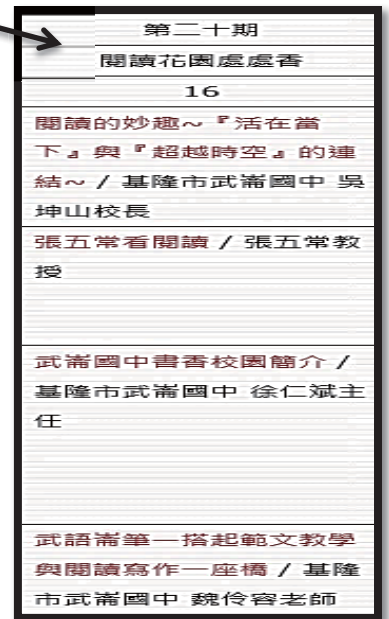 第二十期
閱讀花園處處香
16
閱讀的妙趣~『活在當
下』與『超越時空』的連
結~ / 基隆市武崙國中 吳
坤山校長
張五常看閱讀 / 張五常教
授
武崙國中書香校園簡介 /
基隆市武崙國中 徐仁斌主
任
武語崙筆—搭起範文教學
與閱讀寫作一座橋 / 基隆
市武崙國中 魏伶容老師